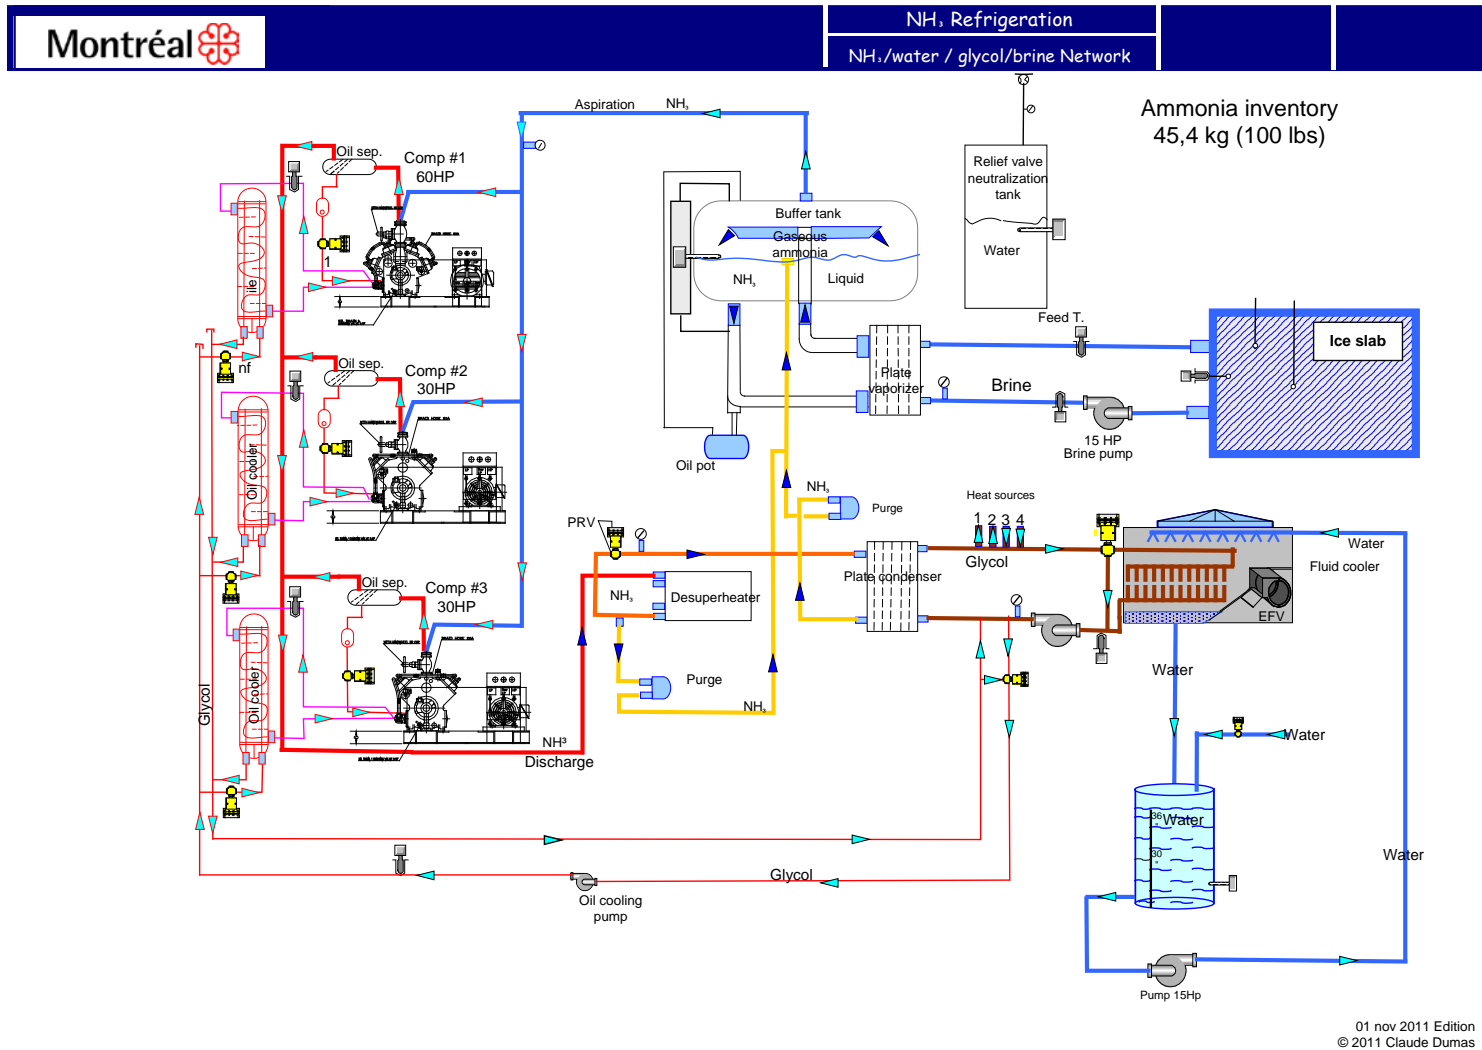 Montréal
NH₃ Refrigeration
NH₃/water / glycol/brine Network
Ammonia inventory
45,4 kg (100 lbs)
Aspiration NH₃
Oil sep.
Comp #1
60HP
1
Relief valve
neutralization
tank
Water
Buffer tank
Gaseous
ammonia
NH₃
Liquid
ile
nf
Feed T.
Ice slab
Plate
vaporizer
Brine
15 HP
Brine pump
Oil pot
Oil sep.
Comp #2
30HP
Oil cooler
NH₃
Purge
Heat sources
1 2 3 4
Glycol
PRV
Plate condenser
Water
Fluid cooler
EFV
Oil sep.
Comp #3
30HP
NH₃
Desuperheater
Oil cooler
Glycol
Purge
NH₃
NH³
Discharge
Water
Water
36
"
Water
30
"
Water
Glycol
Oil cooling
pump
Pump 15Hp
01 nov 2011 Edition
© 2011 Claude Dumas